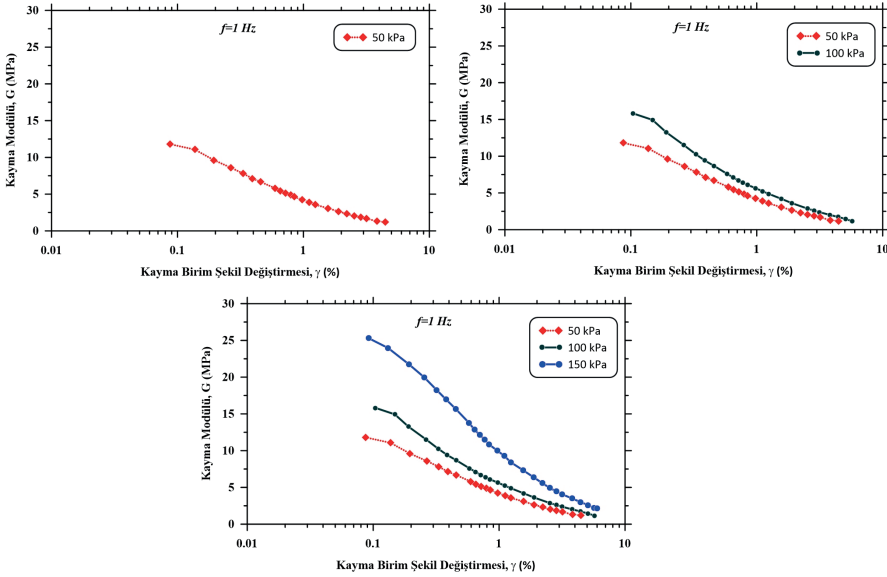 30
25
20
15
10
5
0
0.01
0.1
1
10
Kayma Modülü, G (MPa)
Kayma Birim Şekil Değiştirmesi, γ (%)
f=1 Hz
50 kPa
30
25
20
15
10
5
0
0.01
0.1
1
10
Kayma Modülü, G (MPa)
Kayma Birim Şekil Değiştirmesi, γ (%)
f=1 Hz
50 kPa
100 kPa
30
25
20
15
10
5
0
0.01
0.1
1
10
Kayma Modülü, G (MPa)
Kayma Birim Şekil Değiştirmesi, γ (%)
f=1 Hz
50 kPa
100 kPa
150 kPa